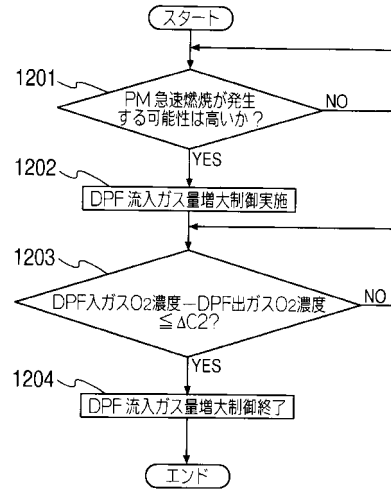 スタート
1201
PM急速燃焼が発生
する可能性は高いか?
NO
YES
1202
DPF流入ガス量増大制御実施
1203
DPF入ガスO2濃度－DPF出ガスO2濃度
≦ΔC2?
NO
YES
1204
DPF流入ガス量増大制御終了
エンド